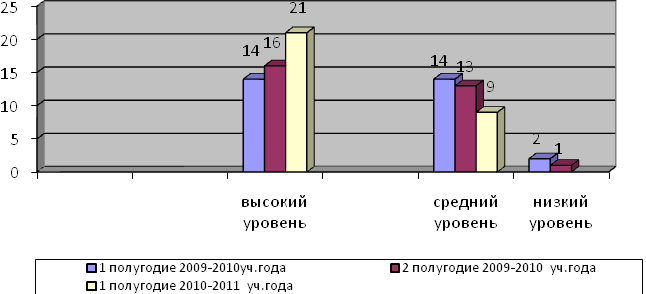 25
20
15
10
5
0
14
16
21
14
13
9
2
1
высокий уровень
средний уровень
низкий уровень
1 полугодие 2009-2010уч.года
2 полугодие 2009-2010 уч.года
1 полугодие 2010-2011 уч.года